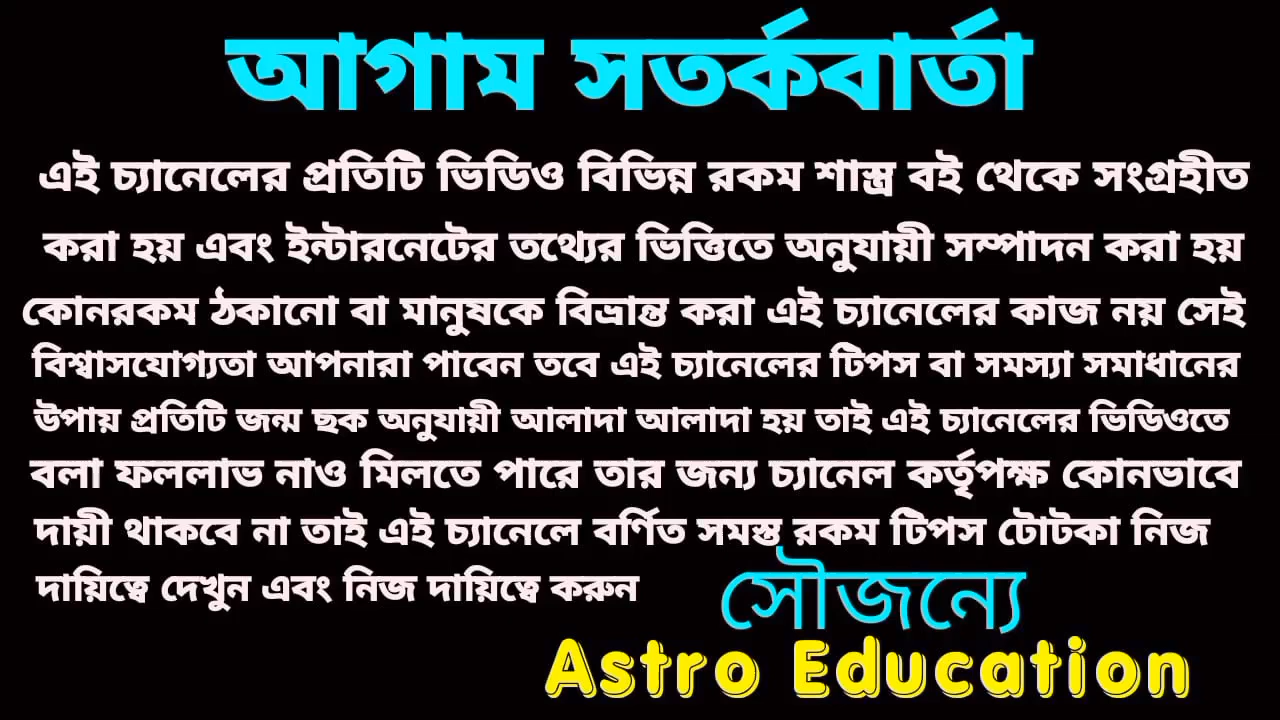 আগাম সতর্কবার্তা
এই চ্যানেলের প্রতিটি ভিডিও বিভিন্ন রকম শাস্ত্র বই থেকে সংগ্রহীত
করা হয় এবং ইন্টারনেটের তথ্যের ভিত্তিতে অনুযায়ী সম্পাদন করা হয়
কোনরকম ঠকানো বা মানুষকে বিভ্রান্ত করা এই চ্যানেলের কাজ নয় সেই
বিশ্বাসযোগ্যতা আপনারা পাবেন তবে এই চ্যানেলের টিপস বা সমস্যা সমাধানের
উপায় প্রতিটি জন্ম ছক অনুযায়ী আলাদা আলাদা হয় তাই এই চ্যানেলের ভিডিওতে
বলা ফললাভ নাও মিলতে পারে তার জন্য চ্যানেল কর্তৃপক্ষ কোনভাবে
দায়ী থাকবে না তাই এই চ্যানেলে বর্ণিত সমস্ত রকম টিপস টোটকা নিজ
দায়িত্বে দেখুন এবং নিজ দায়িত্বে করুন
সৌজন্যে
Astro Education